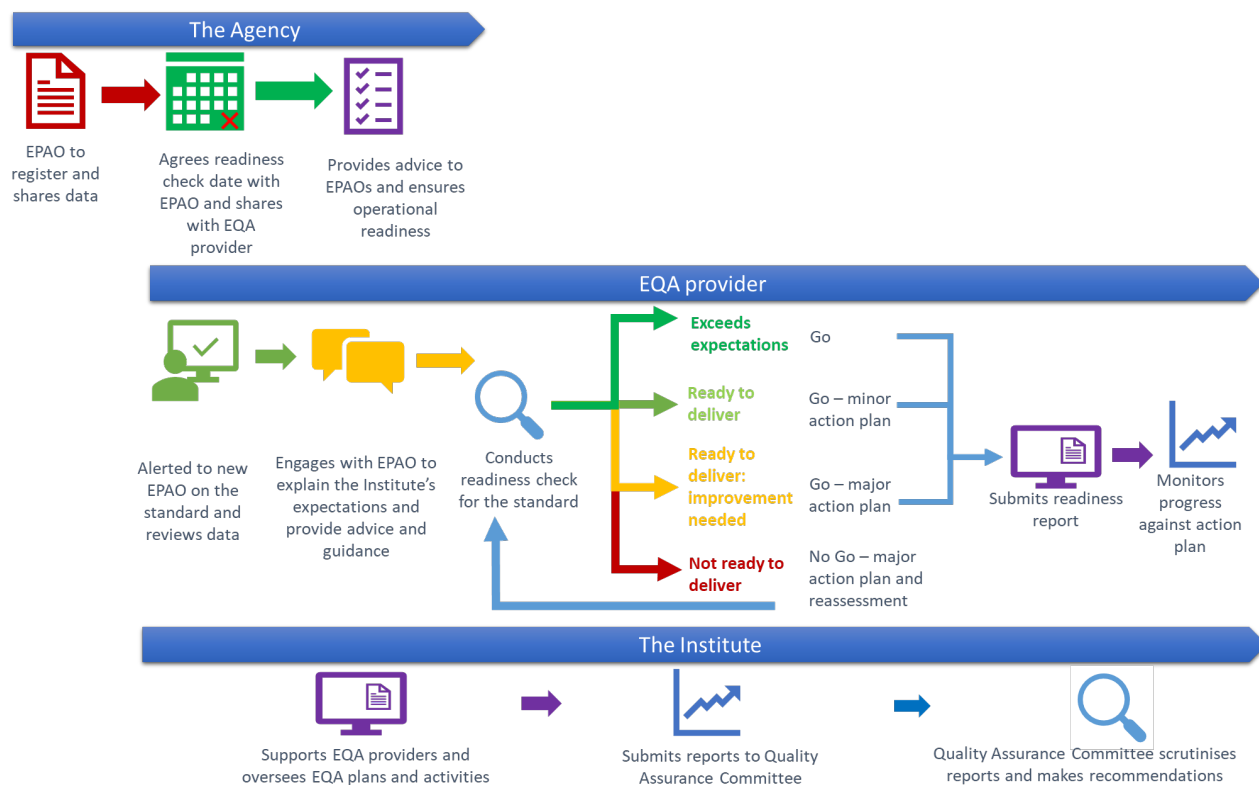 The Agency
EPAO to
register and
shares data
Agrees readiness
check date with
EPAO and shares
with EQA
provider
Provides advice to
EPAOs and ensures
operational
readiness
EQA provider
Alerted to new
EPAO on the
standard and
reviews data
Engages with EPAO to
explain the Institute's
expectations and
provide advice and
guidance
Conducts
readiness check
for the standard
Exceeds
expectations
Go
Ready to
deliver
Go – minor
action plan
Ready to
deliver:
Improvement
needed
Go – major
action plan
Not ready to
deliver
No Go – major
action plan and
reassessment
Submits readiness
report
Monitors
progress
against action
plan
The Institute
Supports EQA providers and
oversees EQA plans and activities
Submits reports to Quality
Assurance Committee
Quality Assurance Committee scrutinises
reports and makes recommendations